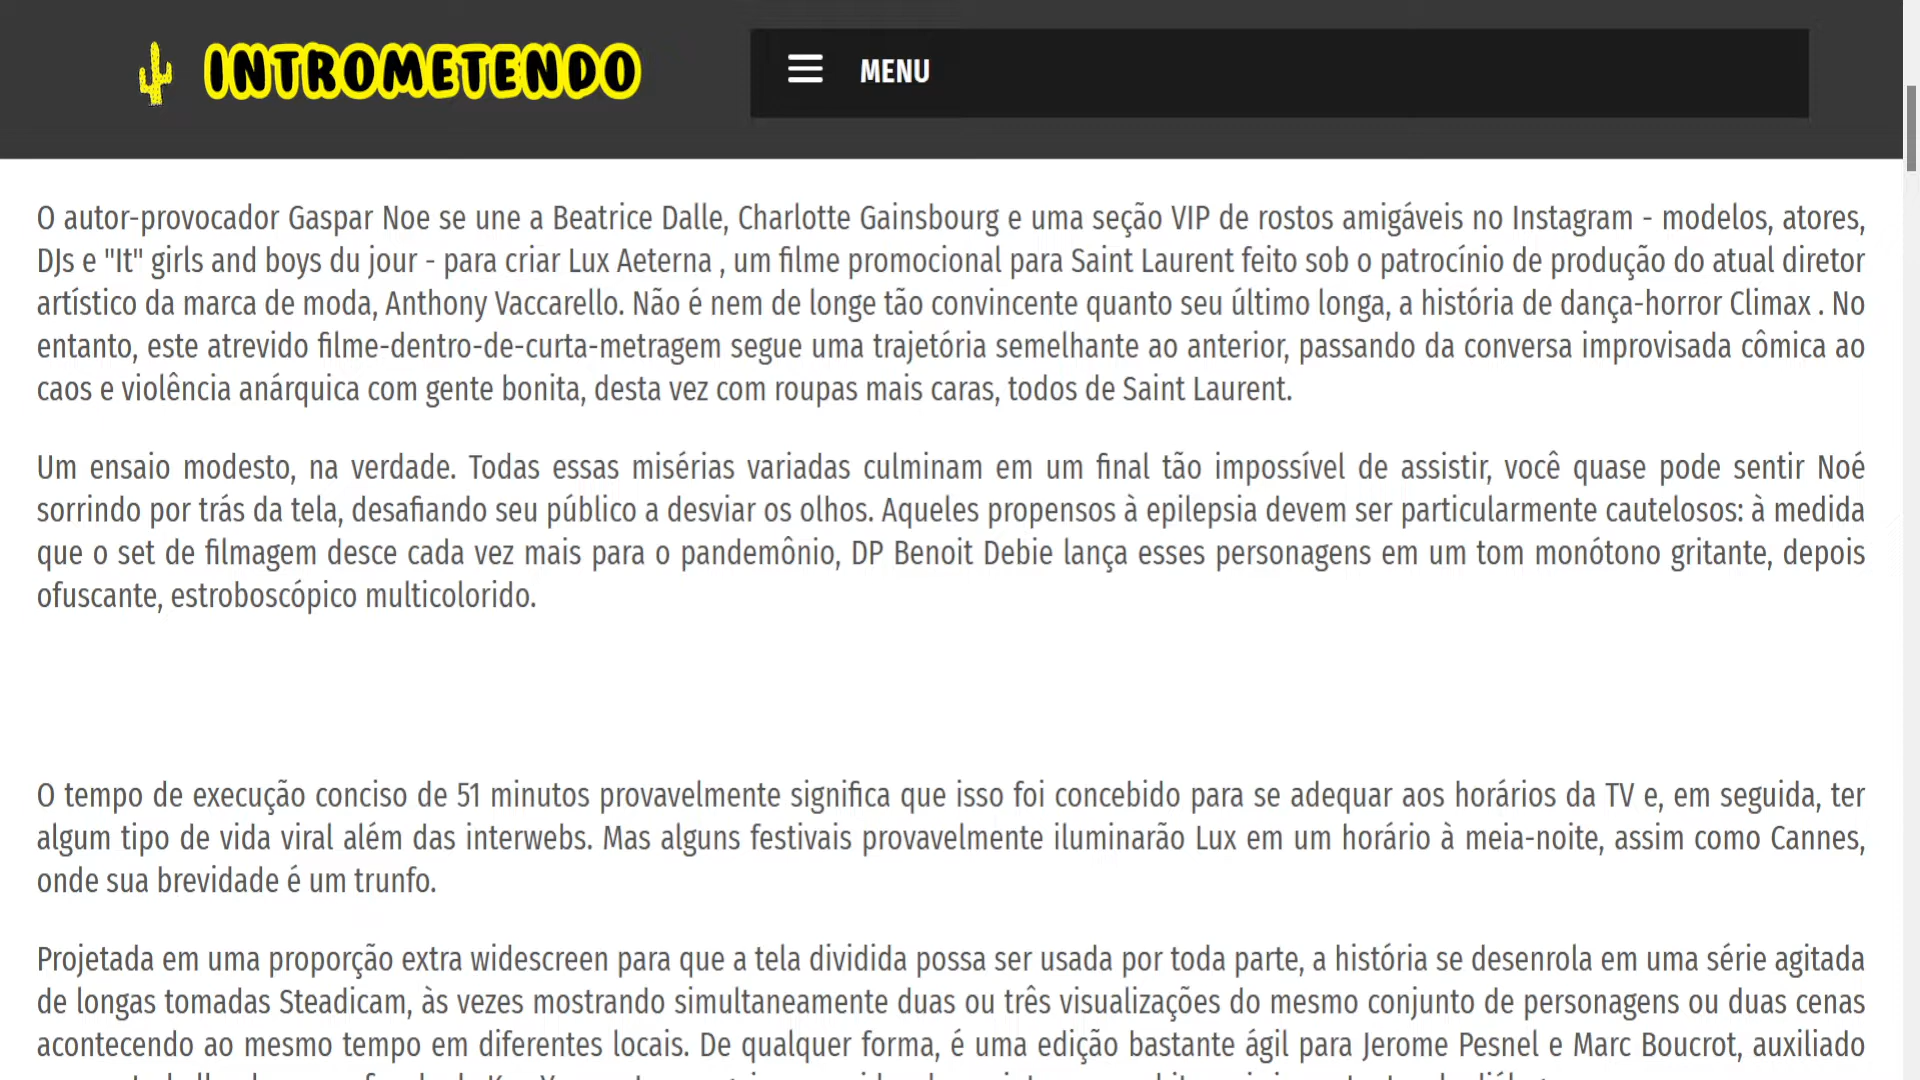 INTROMETENDO
MENU
O autor-provocador Gaspar Noe se une a Beatrice Dalle, Charlotte Gainsbourg e uma seção VIP de rostos amigáveis no Instagram - modelos, atores,
DJs e "It" girls and boys du jour - para criar Lux Aeterna , um filme promocional para Saint Laurent feito sob o patrocínio de produção do atual diretor
artístico da marca de moda, Anthony Vaccarello. Não é nem de longe tão convincente quanto seu último longa, a história de dança-horror Climax . No
entanto, este atrevido filme-dentro-de-curta-metragem segue uma trajetória semelhante ao anterior, passando da conversa improvisada cômica ao
caos e violência anárquica com gente bonita, desta vez com roupas mais caras, todos de Saint Laurent.
Um ensaio modesto, na verdade. Todas essas misérias variadas culminam em um final tão impossível de assistir, você quase pode sentir Noé
sorrindo por trás da tela, desafiando seu público a desviar os olhos. Aqueles propensos à epilepsia devem ser particularmente cautelosos: à medida
que o set de filmagem desce cada vez mais para o pandemônio, DP Benoit Debie lança esses personagens em um tom monótono gritante, depois
ofuscante, estroboscópico multicolorido.
O tempo de execução conciso de 51 minutos provavelmente significa que isso foi concebido para se adequar aos horários da TV e, em seguida, ter
algum tipo de vida viral além das interwebs. Mas alguns festivais provavelmente iluminarão Lux em um horário à meia-noite, assim como Cannes,
onde sua brevidade é um trunfo.
Projetada em uma proporção extra widescreen para que a tela dividida possa ser usada por toda parte, a história se desenrola em uma série agitada
de longas tomadas Steadicam, às vezes mostrando simultaneamente duas ou três visualizações do mesmo conjunto de personagens ou duas cenas
acontecendo ao mesmo tempo em diferentes locais. De qualquer forma, é uma edição bastante ágil para Jerome Pesnel e Marc Boucrot, auxiliado